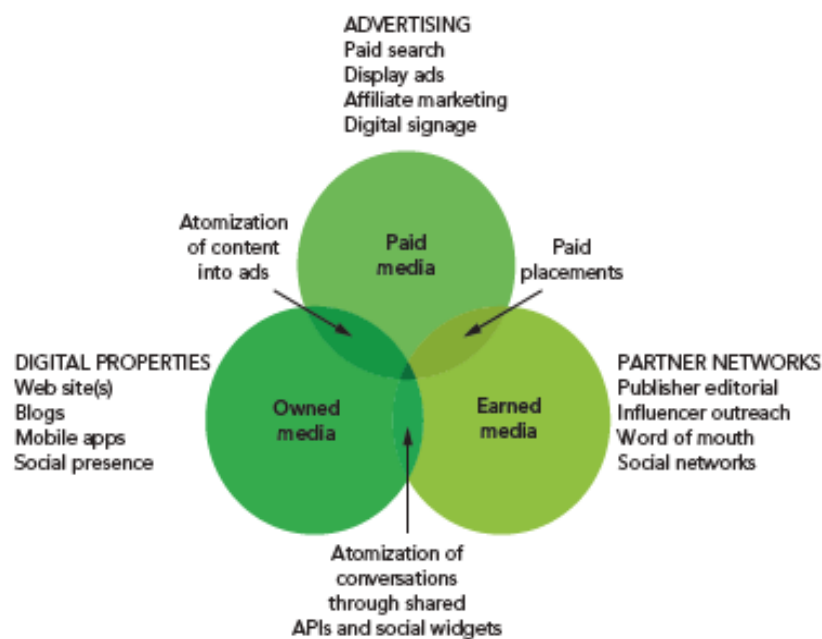 ADVERTISING
Paid search
Display ads
Affiliate marketing
Digital signage
Atomization
of content
into ads
Paid
media
Paid
placements
DIGITAL PROPERTIES
Web site(s)
Blogs
Mobile apps
Social presence
Owned
media
Earned
media
PARTNER NETWORKS
Publisher editorial
Influencer outreach
Word of mouth
Social networks
Atomization of
conversations
through shared
APIs and social widgets